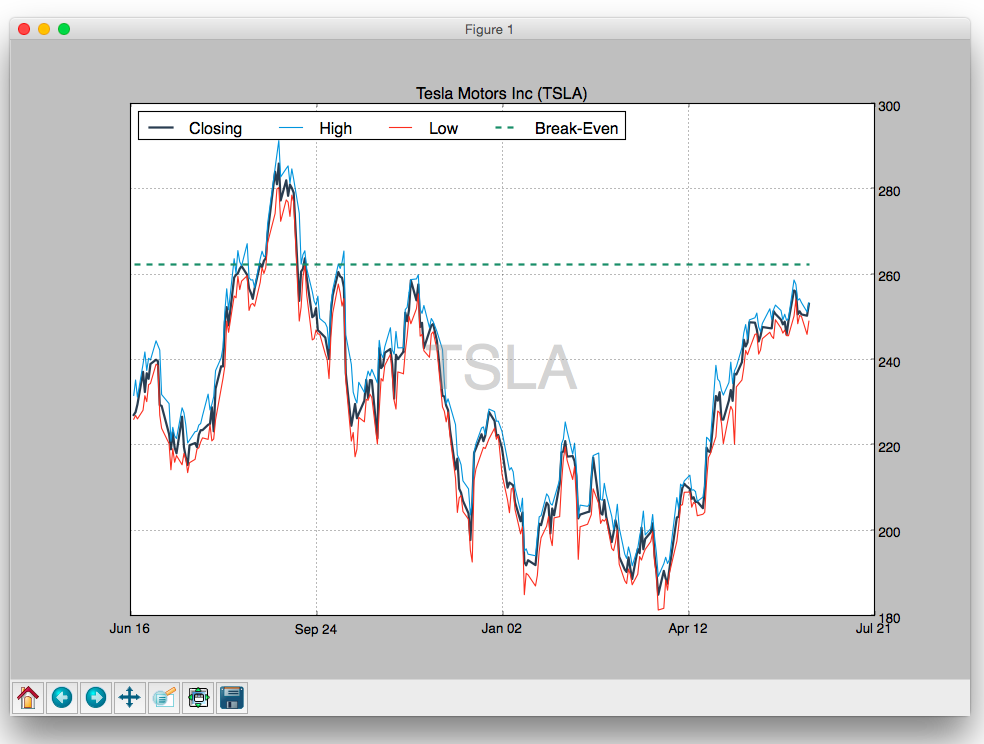 Figure 1
Tesla Motors Inc (TSLA)
Closing High Low Break-Even
300
280
260
TSLA
240
220
200
180
Jun 16 Sep 24 Jan 02 Apr 12 Jul 21